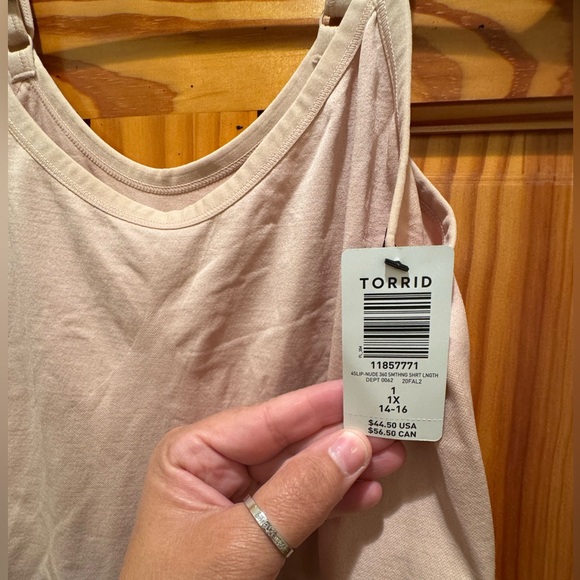 TORRID
11857771
4SLIP-NUDE 360 SMTHNG SHRT LNGTH
DEPT 0062 20FAL2
1
1X
14-16
$44.50 USA
$56.50 CAN